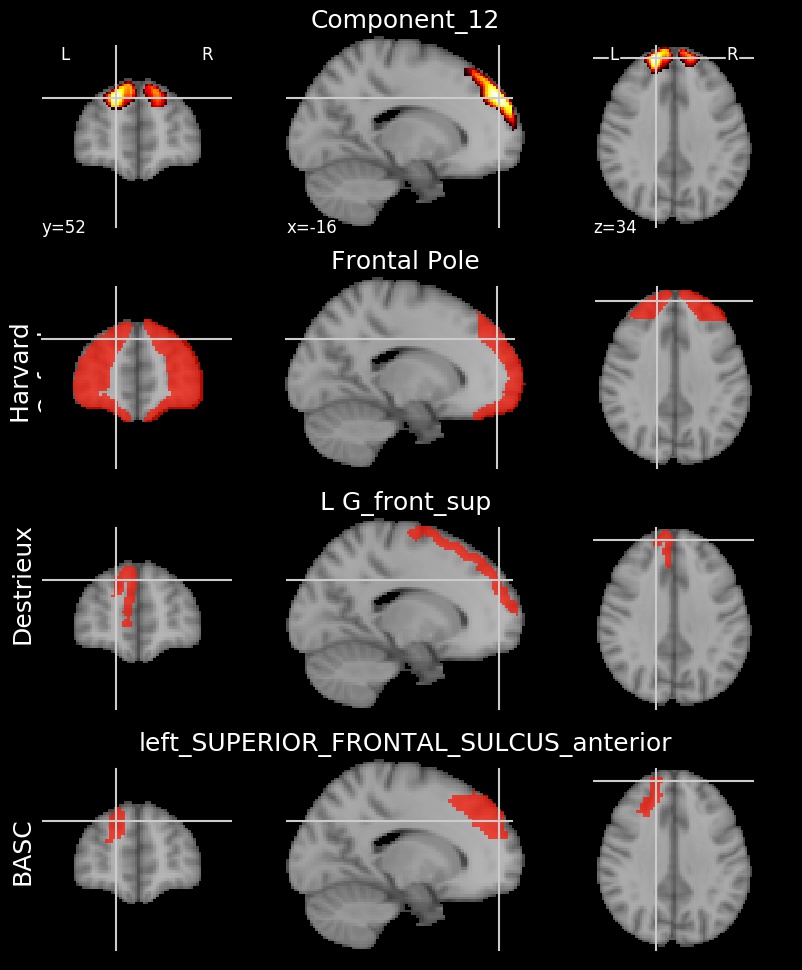 Component_12
L R
L R
y=52 x=-16 z=34
Frontal Pole
Harvard
L G_front_sup
Destrieux
left_SUPERIOR_FRONTAL_SULCUS_anterior
BASC